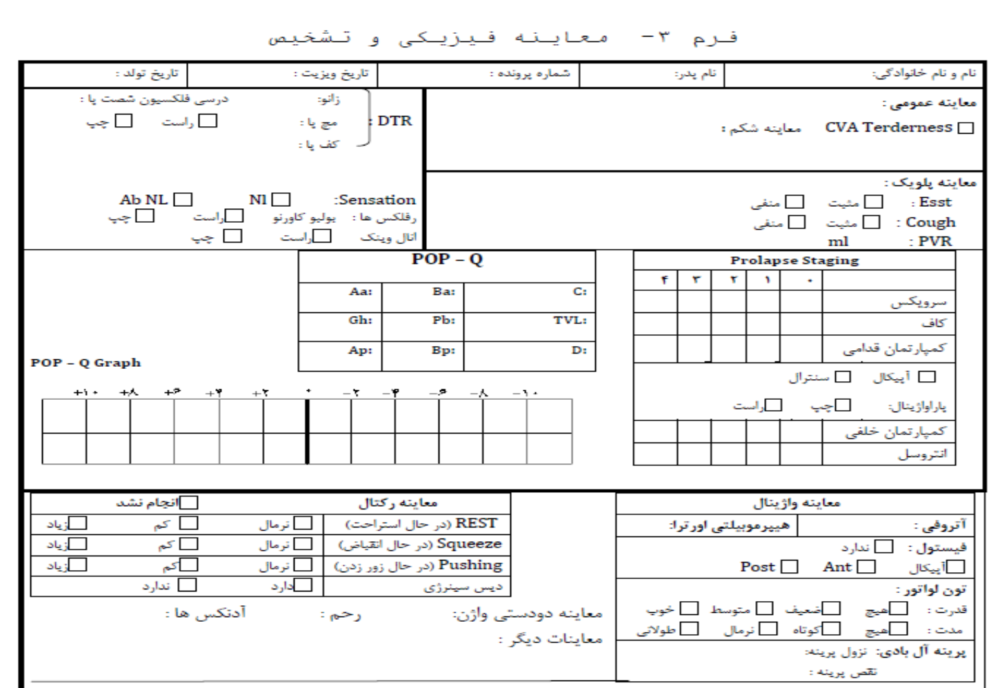 فرم ۳- معاینه فیزیکی و تشخیص
نام و نام خانوادگی: نام پدر: شماره پرونده : تاریخ ویزیت : تاریخ تولد :
معاینه عمومی :
CVA Terderness معاینه شکم :
DTR :
زانو:
مچ پا :
کف پا :
درسی فلکسیون شصت پا :
راست چپ
Sensation: Nl Ab NL
رفلکس ها : یولیو کاورنو راست چپ
انال وینک راست چپ
معاینه پلویک :
Esst : مثبت منفی
Cough : مثبت منفی
PVR : ml
Prolapse Staging
۰ ۱ ۲ ۳ ۴
سرویکس
کاف
کمپارتمان قدامی
آپیکال سنترال
پاراواژینال: چپ راست
کمپارتمان خلفی
انتروسل
POP – Q
Aa: Ba: C:
Gh: Pb: TVL:
Ap: Bp: D:
POP – Q Graph
+۱۰ +۸ +۶ +۴ +۲ ۰ -۲ -۴ -۶ -۸ -۱۰
معاینه واژینال
آتروفی : هیپرموبیلتی اورترا:
فیستول : ندارد
آپیکال Ant Post
تون لواتور :
قدرت : هیچ ضعیف متوسط خوب
مدت : هیچ کوتاه نرمال طولانی
پرینه آل بادی: نزول پرینه:
نقص پرینه :
معاینه رکتال انجام نشد
REST (در حال استراحت) نرمال کم زیاد
Squeeze (در حال انقباض) نرمال کم زیاد
Pushing (در حال زور زدن) نرمال کم زیاد
دیس سینرژی دارد ندارد
معاینه دودستی واژن: رحم : آدنکس ها :
معاینات دیگر :